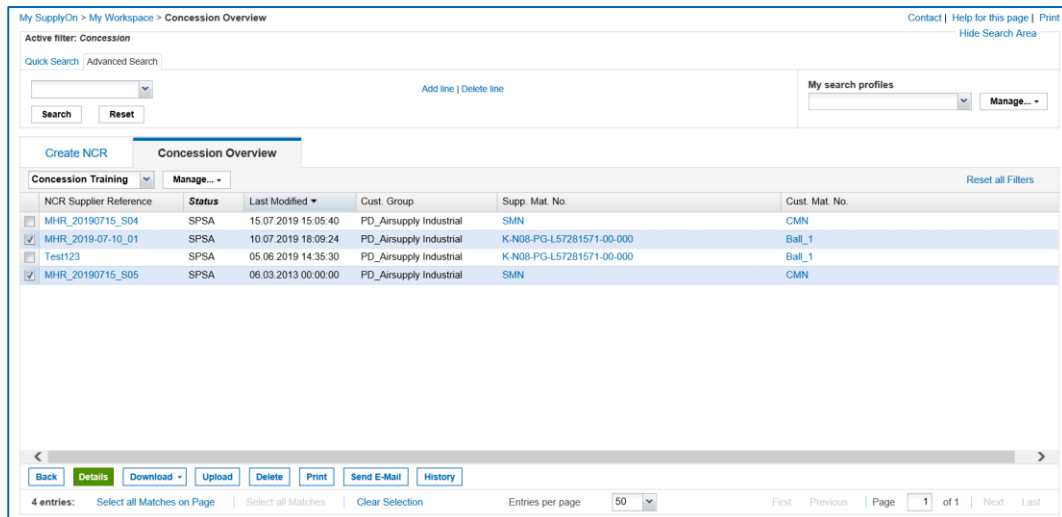 My SupplyOn > My Workspace > Concession Overview Contact | Help for this page | Print
Active filter: Concession Hide Search Area
Quick Search Advanced Search
Add line | Delete line My search profiles
Manage...
Search Reset
Create NCR Concession Overview
Concession Training Manage... Reset all Filters
NCR Supplier Reference Status Last Modified Cust. Group Supp. Mat. No. Cust. Mat. No.
MHR_20190715_S04 SPSA 15.07.2019 15:05:40 PD_Airsupply Industrial SMN CMN
MHR_2019-07-10_01 SPSA 10.07.2019 18:09:24 PD_Airsupply Industrial K-N08-PG-L57281571-00-000 Ball_1
Test123 SPSA 05.06.2019 14:35:30 PD_Airsupply Industrial K-N08-PG-L57281571-00-000 Ball_1
MHR_20190715_S05 SPSA 06.03.2013 00:00:00 PD_Airsupply Industrial SMN CMN
Back Details Download Upload Delete Print Send E-Mail History
4 entries: Select all Matches on Page | Select all Matches | Clear Selection Entries per page 50 First Previous | Page 1 of 1 | Next Last